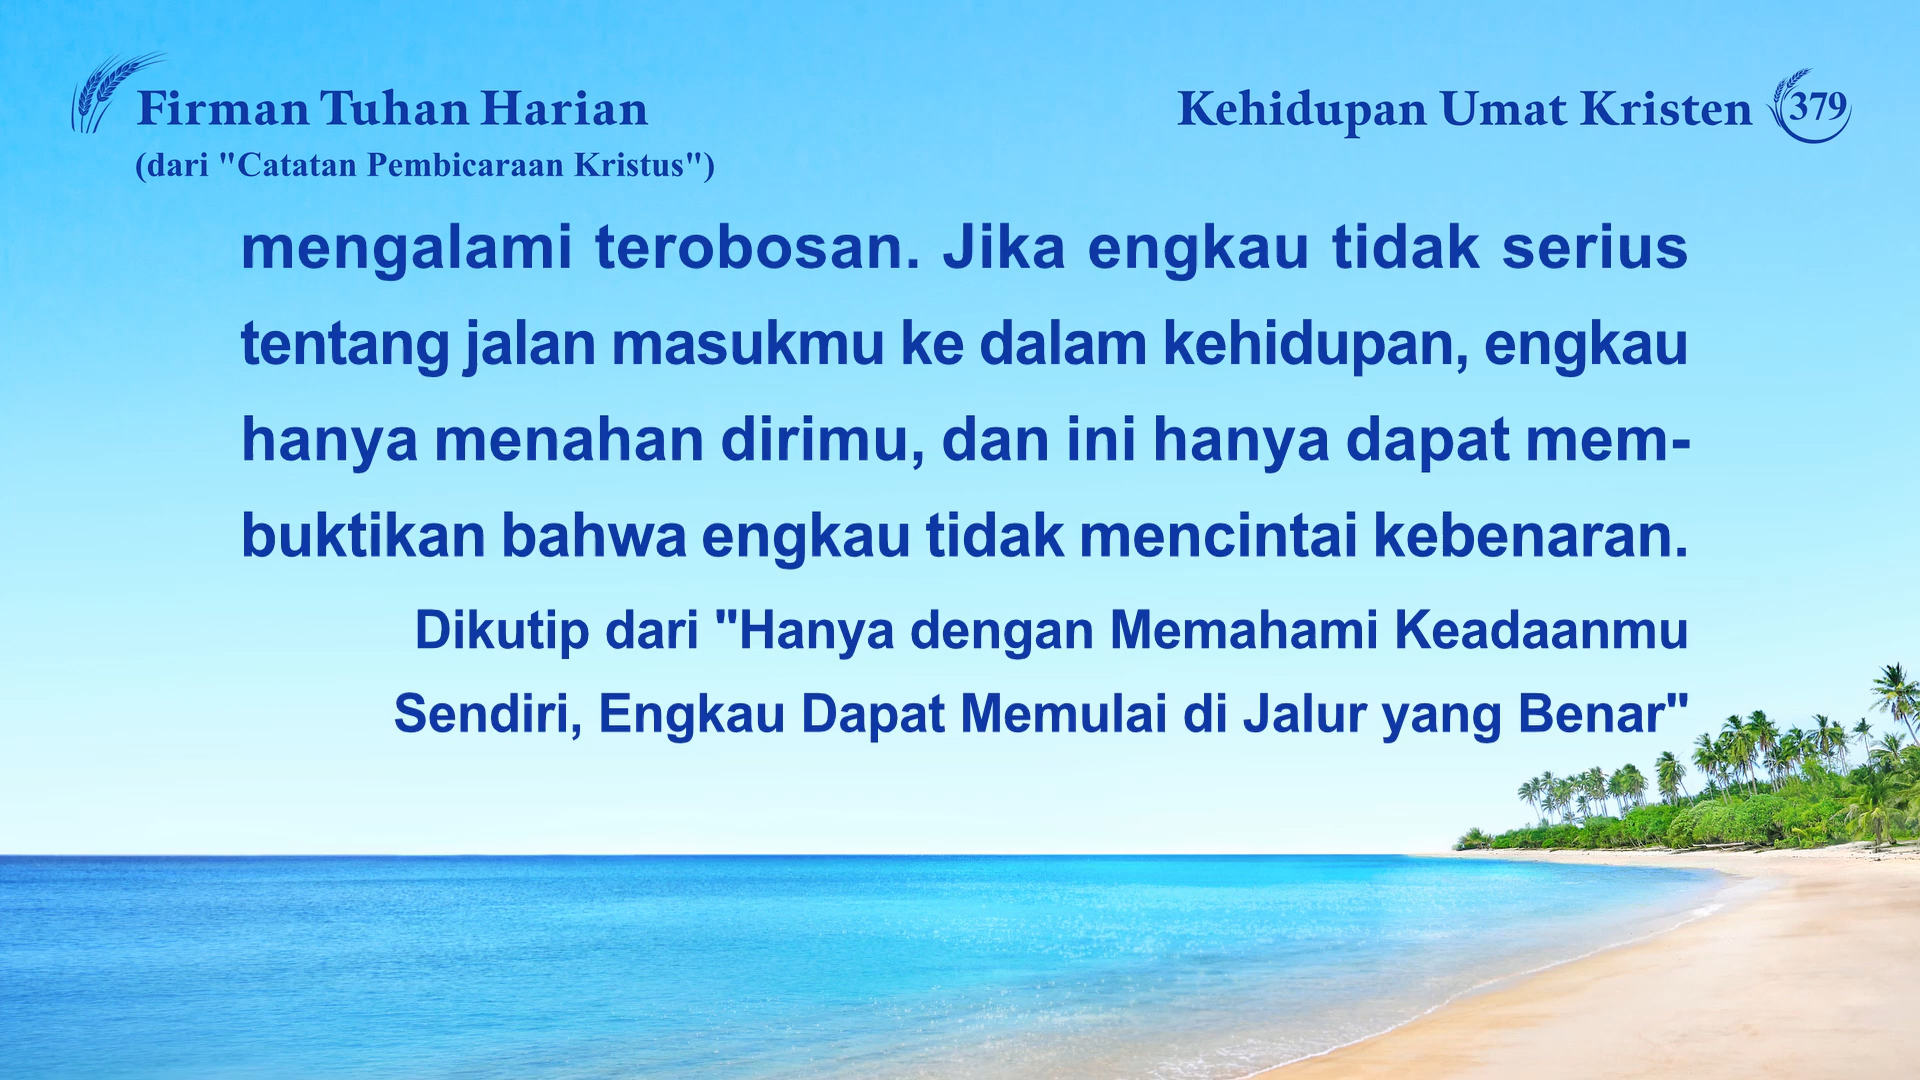 Firman Tuhan Harian
(dari "Catatan Pembicaraan Kristus")
Kehidupan Umat Kristen 379
mengalami terobosan. Jika engkau tidak serius
tentang jalan masukmu ke dalam kehidupan, engkau
hanya menahan dirimu, dan ini hanya dapat mem-
buktikan bahwa engkau tidak mencintai kebenaran.
Dikutip dari "Hanya dengan Memahami Keadaanmu
Sendiri, Engkau Dapat Memulai di Jalur yang Benar"